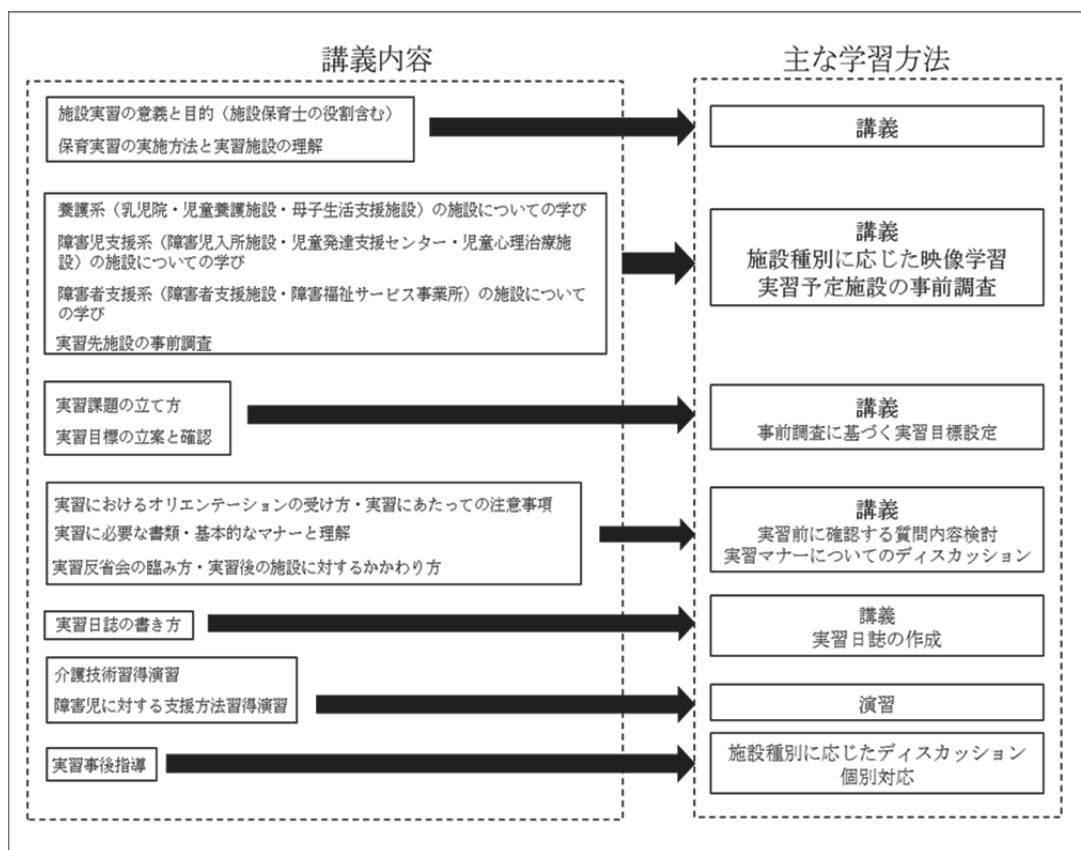 講義内容
主な学習方法
施設実習の意義と目的（施設保育士の役割含む）
保育実習の実施方法と実習施設の理解
講義
養護系（乳児院・児童養護施設・母子生活支援施設）の施設についての学び
障害児支援系（障害児入所施設・児童発達支援センター・児童心理治療施
設）の施設についての学び
障害者支援系（障害者支援施設・障害福祉サービス事業所）の施設について
の学び
実習先施設の事前調査
講義
施設種別に応じた映像学習
実習予定施設の事前調査
実習課題の立て方
実習目標の立案と確認
講義
事前調査に基づく実習目標設定
実習におけるオリエンテーションの受け方・実習にあたっての注意事項
実習に必要な書類・基本的なマナーと理解
実習反省会の臨み方・実習後の施設に対するかかわり方
講義
実習前に確認する質問内容検討
実習マナーについてのディスカッション
実習日誌の書き方
講義
実習日誌の作成
介護技術習得演習
障害児に対する支援方法習得演習
演習
実習事後指導
施設種別に応じたディスカッション
個別対応